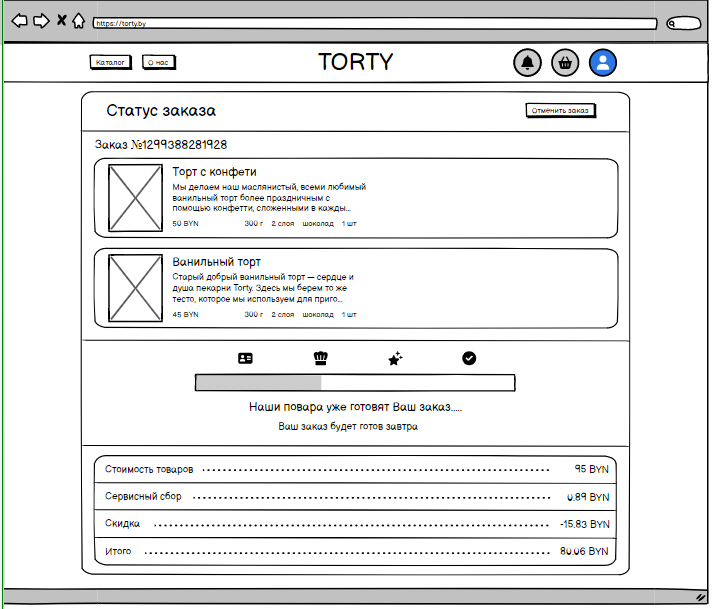 https://torty.by
Каталог
О нас
TORTY
Статус заказа
Отменить заказ
Заказ №1299388281928
Торт с конфети
Мы делаем наш маслянистый, всеми любимый
ванильный торт более праздничным с
помощью конфетти, сложенными в кажды...
50 BYN 300 г 2 слоя шоколад 1 шт
Ванильный торт
Старый добрый ванильный торт — сердце и
душа пекарни Torty. Здесь мы берем то же
тесто, которое мы используем для приго...
45 BYN 300 г 2 слоя шоколад 1 шт
Наши повара уже готовят Ваш заказ.....
Ваш заказ будет готов завтра
Стоимость товаров 95 BYN
Сервисный сбор 0.89 BYN
Скидка -15.83 BYN
Итого 80.06 BYN